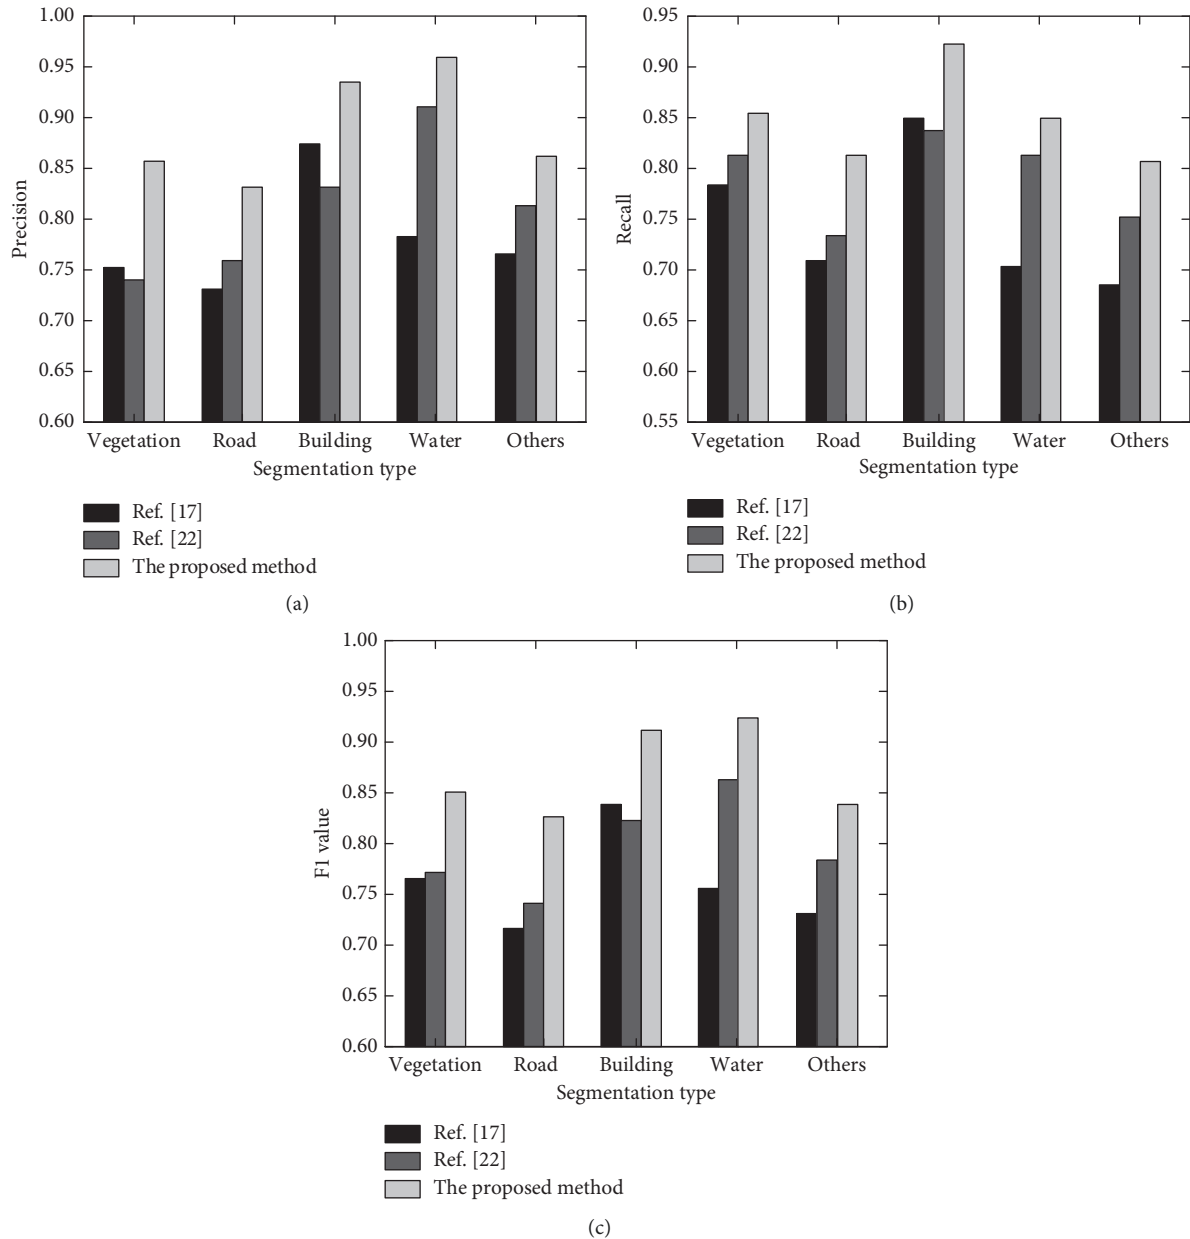 1.00
0.95
0.90
0.85
0.80
0.75
0.70
0.65
0.60
Precision
Vegetation Road Building Water Others
Segmentation type
Ref. [17]
Ref. [22]
The proposed method
(a)
0.95
0.90
0.85
0.80
0.75
0.70
0.65
0.60
0.55
Recall
Vegetation Road Building Water Others
Segmentation type
Ref. [17]
Ref. [22]
The proposed method
(b)
1.00
0.95
0.90
0.85
0.80
0.75
0.70
0.65
0.60
F1 value
Vegetation Road Building Water Others
Segmentation type
Ref. [17]
Ref. [22]
The proposed method
(c)